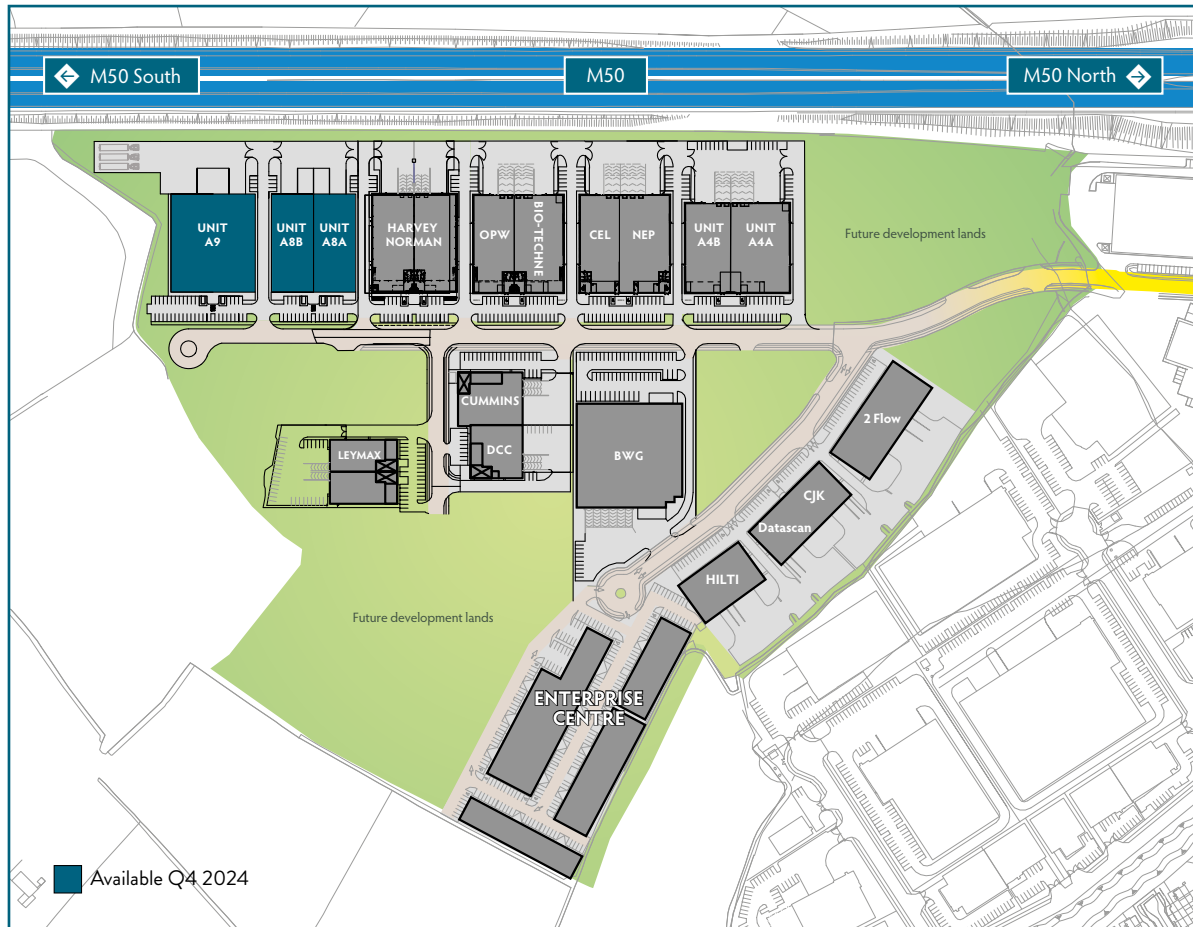 M50 South
M50
M50 North
UNIT
A9
UNIT
A8B
UNIT
A8A
HARVEY
NORMAN
OPW
BIO-TECHNE
CEL
NEP
UNIT
A4B
UNIT
A4A
Future development lands
CUMMINS
DCC
LEYMAX
BWG
2 Flow
CJK
Datascan
HILTI
Future development lands
ENTERPRISE
CENTRE
Available Q4 2024